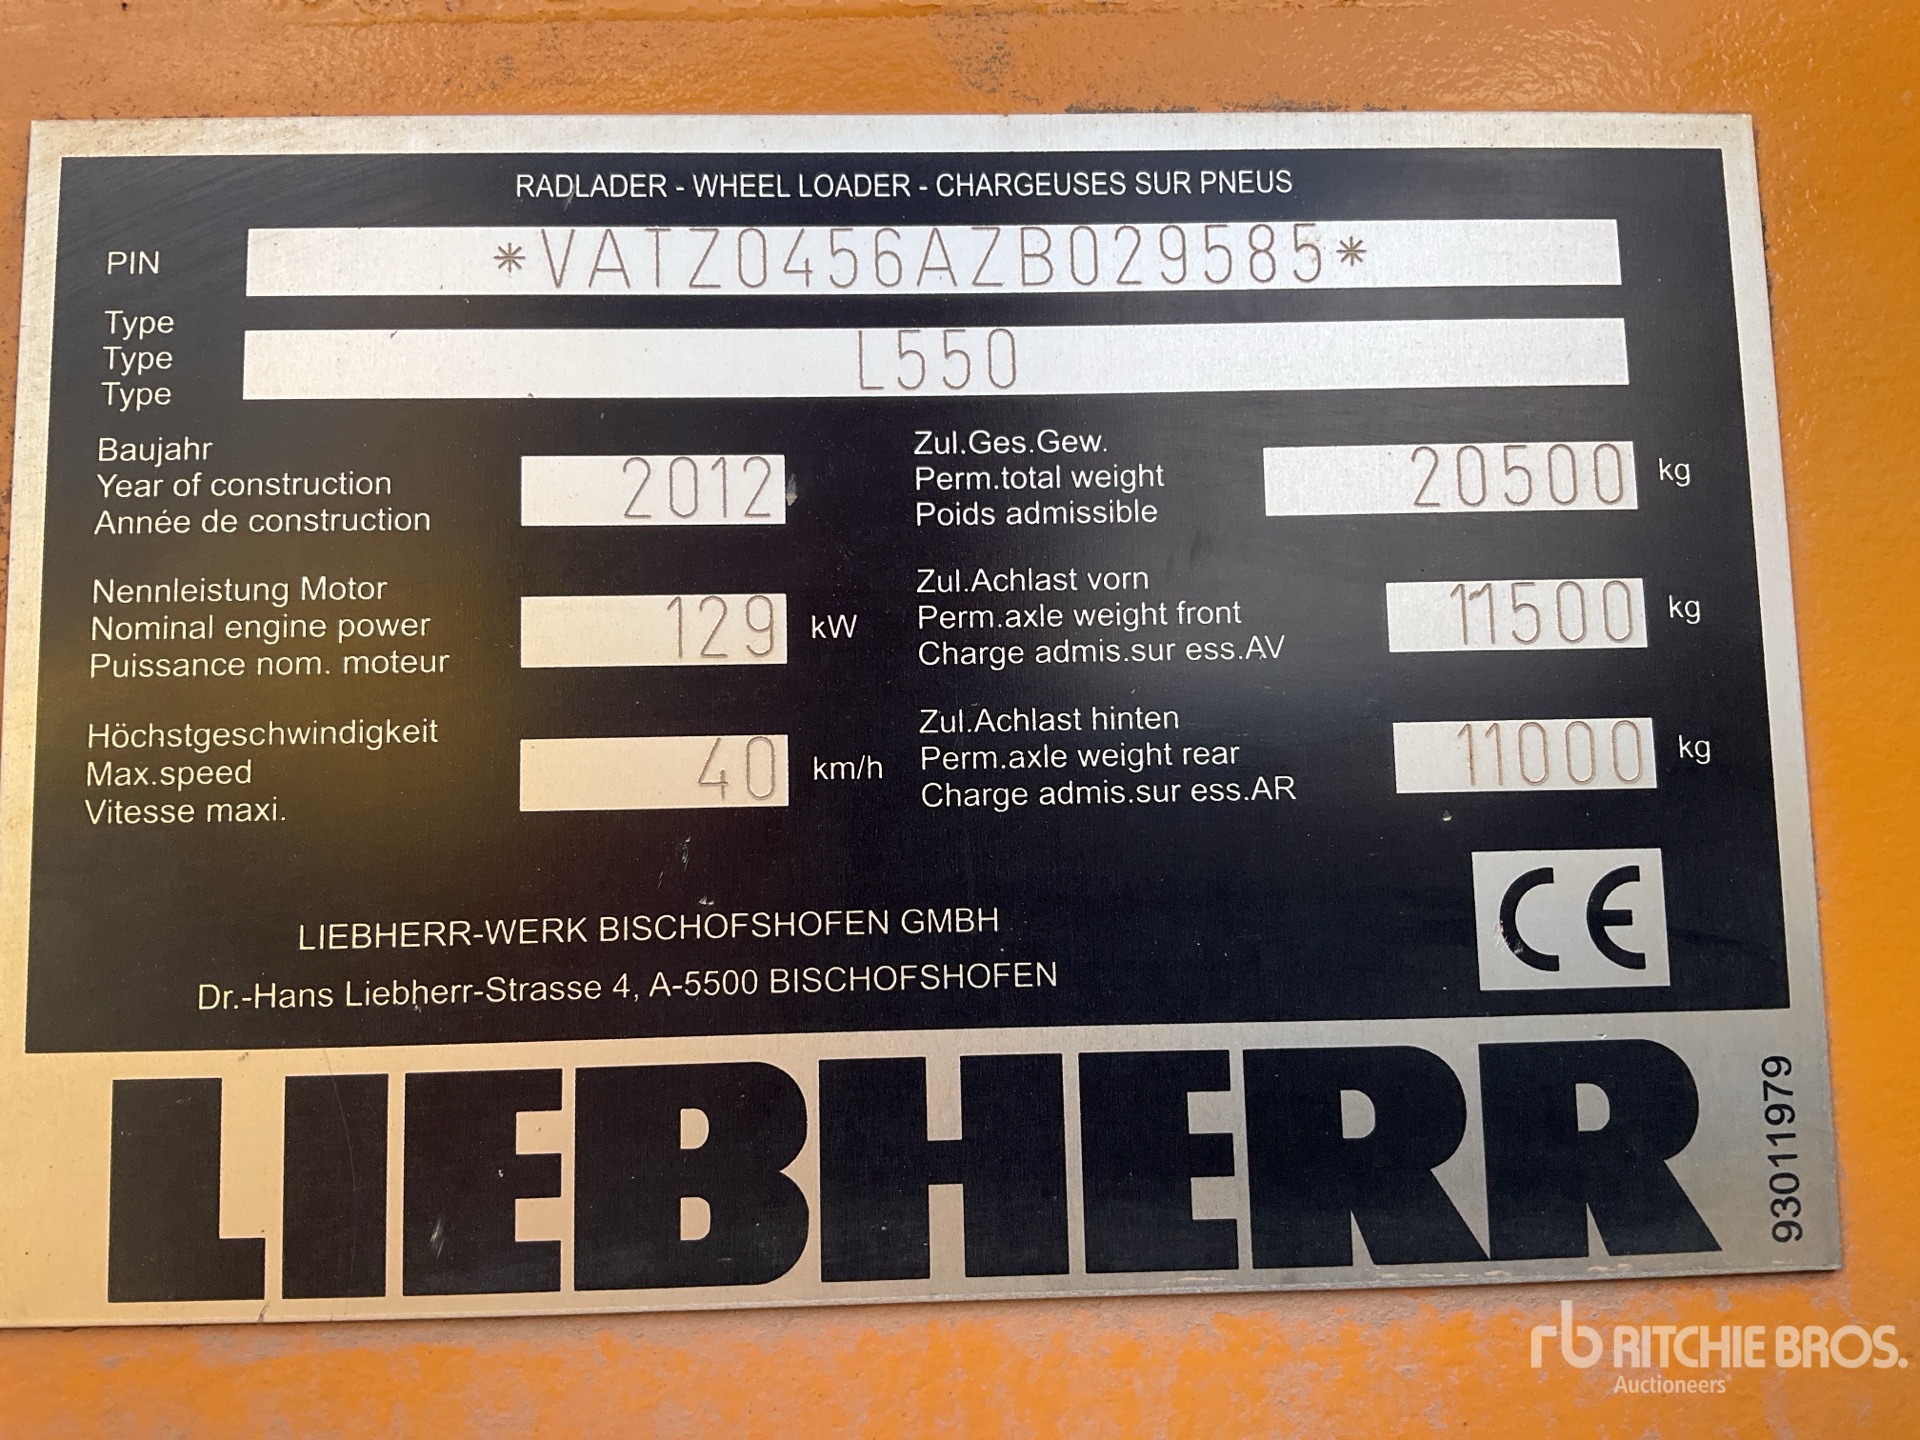 RADLADER - WHEEL LOADER - CHARGEUSES SUR PNEUS
PIN *VATZ0456AZB029585*
Type
Type L550
Type
Baujahr
Year of construction 2012
Année de construction
Zul.Ges.Gew.
Perm.total weight 20500 kg
Poids admissible
Nennleistung Motor
Nominal engine power 129 kW
Puissance nom. moteur
Zul.Achlast vorn
Perm.axle weight front 11500 kg
Charge admis.sur ess.AV
Höchstgeschwindigkeit
Max.speed 40 km/h
Vitesse maxi.
Zul.Achlast hinten
Perm.axle weight rear 11000 kg
Charge admis.sur ess.AR
CE
LIEBHERR-WERK BISCHOFSHOFEN GMBH
Dr.-Hans Liebherr-Strasse 4, A-5500 BISCHOFSHOFEN
LIEBHERR
93011979
rb RITCHIE BROS.
Auctioneers